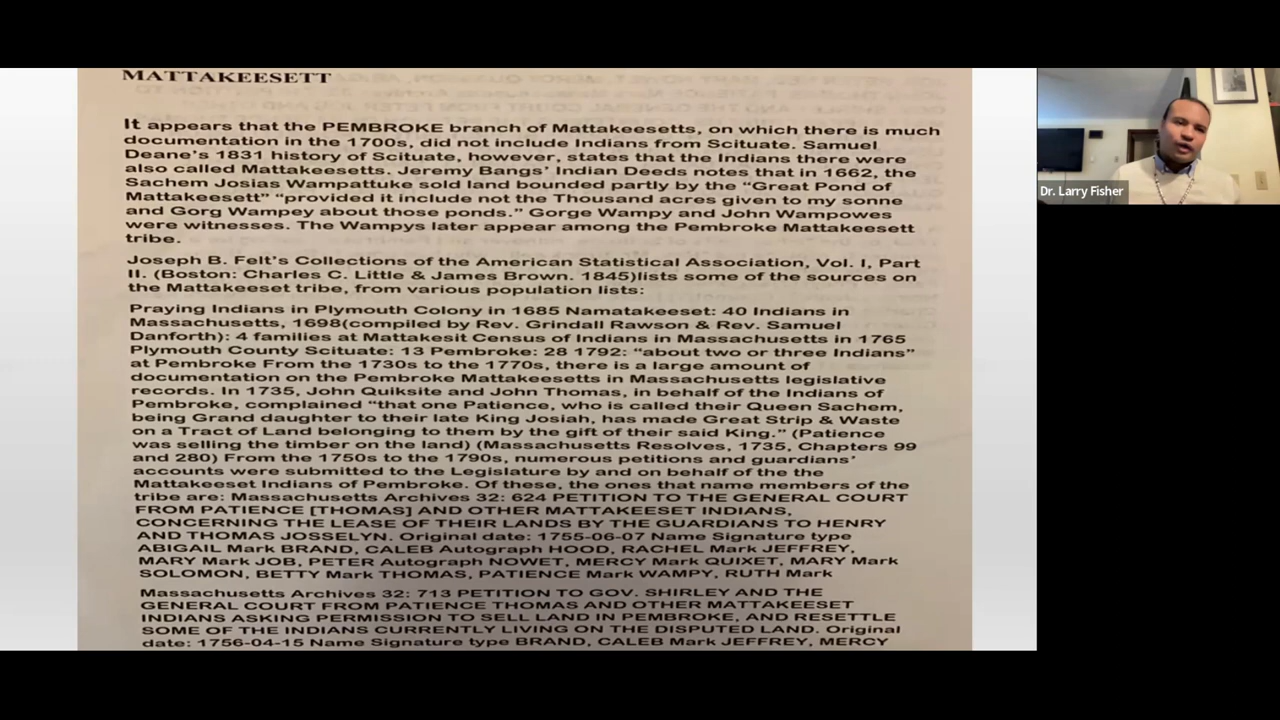 MATTAKEESETT
It appears that the PEMBROKE branch of Mattakeesetts, on which there is much
documentation in the 1700s, did not include Indians from Scituate. Samuel
Deane's 1831 history of Scituate, however, states that the Indians there were
also called Mattakeesetts. Jeremy Bangs' Indian Deeds notes that in 1662, the
Sachem Josias Wampattuke sold land bounded partly by the "Great Pond of
Mattakeesett" "provided it include not the Thousand acres given to my sonne
and Gorg Wampey about those ponds." Gorge Wampy and John Wampowes
were witnesses. The Wampys later appear among the Pembroke Mattakeesett
tribe.
Joseph B. Felt's Collections of the American Statistical Association, Vol. I, Part
II. (Boston: Charles C. Little & James Brown. 1845)lists some of the sources on
the Mattakeeset tribe, from various population lists:
Praying Indians in Plymouth Colony in 1685 Namatakeeset: 40 Indians in
Massachusetts, 1698(compiled by Rev. Grindall Rawson & Rev. Samuel
Danforth): 4 families at Mattakesit Census of Indians in Massachusetts in 1765
Plymouth County Scituate: 13 Pembroke: 28 1792: "about two or three Indians"
at Pembroke From the 1730s to the 1770s, there is a large amount of
documentation on the Pembroke Mattakeesetts in Massachusetts legislative
records. In 1735, John Quiksite and John Thomas, in behalf of the Indians of
Pembroke, complained "that one Patience, who is called their Queen Sachem,
being Grand daughter to their late King Josiah, has made Great Strip & Waste
on a Tract of Land belonging to them by the gift of their said King." (Patience
was selling the timber on the land) (Massachusetts Resolves, 1735, Chapters 99
and 280) From the 1750s to the 1790s, numerous petitions and guardians'
accounts were submitted to the Legislature by and on behalf of the the
Mattakeeset Indians of Pembroke. Of these, the ones that name members of the
tribe are: Massachusetts Archives 32: 624 PETITION TO THE GENERAL COURT
FROM PATIENCE [THOMAS] AND OTHER MATTAKEESET INDIANS,
CONCERNING THE LEASE OF THEIR LANDS BY THE GUARDIANS TO HENRY
AND THOMAS JOSSELYN. Original date: 1755-06-07 Name Signature type
ABIGAIL Mark BRAND, CALEB Autograph HOOD, RACHEL Mark JEFFREY,
MARY Mark JOB, PETER Autograph NOWET, MERCY Mark QUIXET, MARY Mark
SOLOMON, BETTY Mark THOMAS, PATIENCE Mark WAMPY, RUTH Mark
Massachusetts Archives 32: 713 PETITION TO GOV. SHIRLEY AND THE
GENERAL COURT FROM PATIENCE THOMAS AND OTHER MATTAKEESET
INDIANS ASKING PERMISSION TO SELL LAND IN PEMBROKE, AND RESETTLE
SOME OF THE INDIANS CURRENTLY LIVING ON THE DISPUTED LAND. Original
date: 1756-04-15 Name Signature type BRAND, CALEB Mark JEFFREY, MERCY
Dr. Larry Fisher